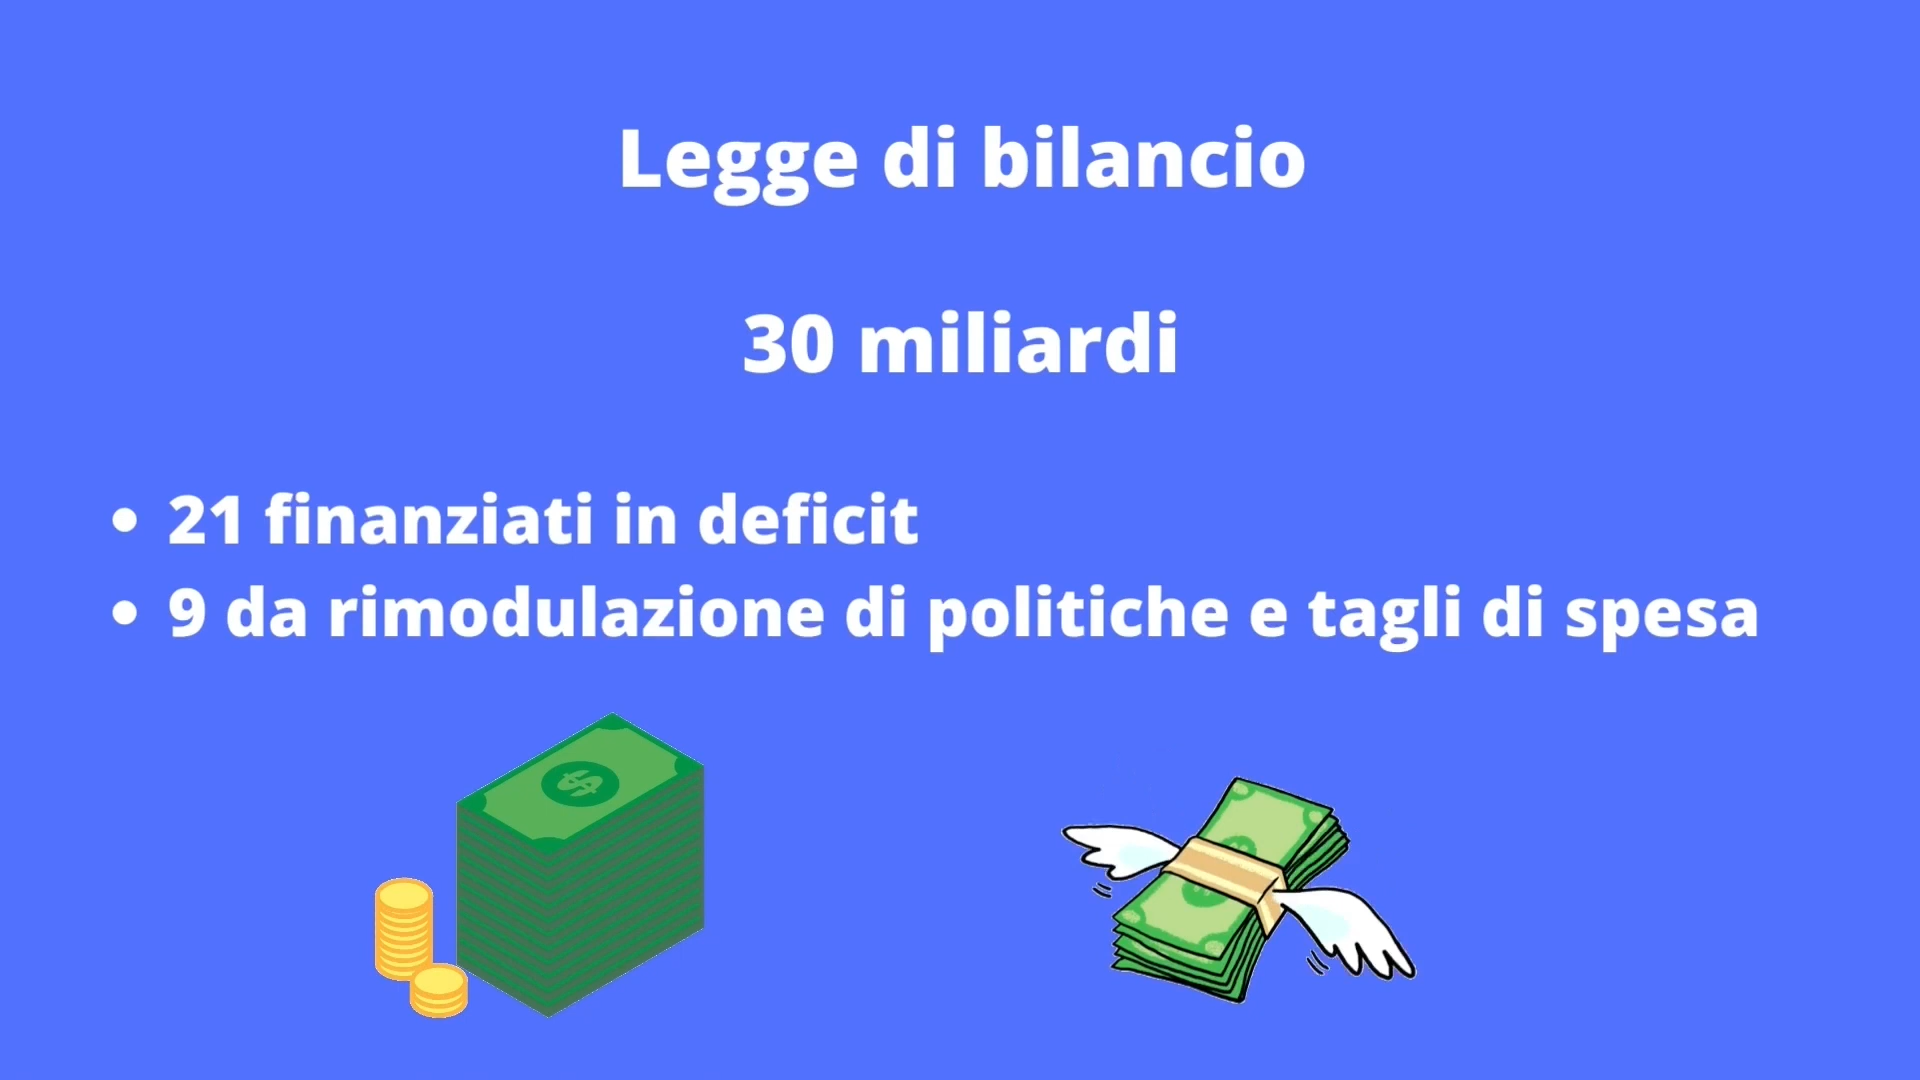 Legge di bilancio
30 miliardi
• 21 finanziati in deficit
• 9 da rimodulazione di politiche e tagli di spesa